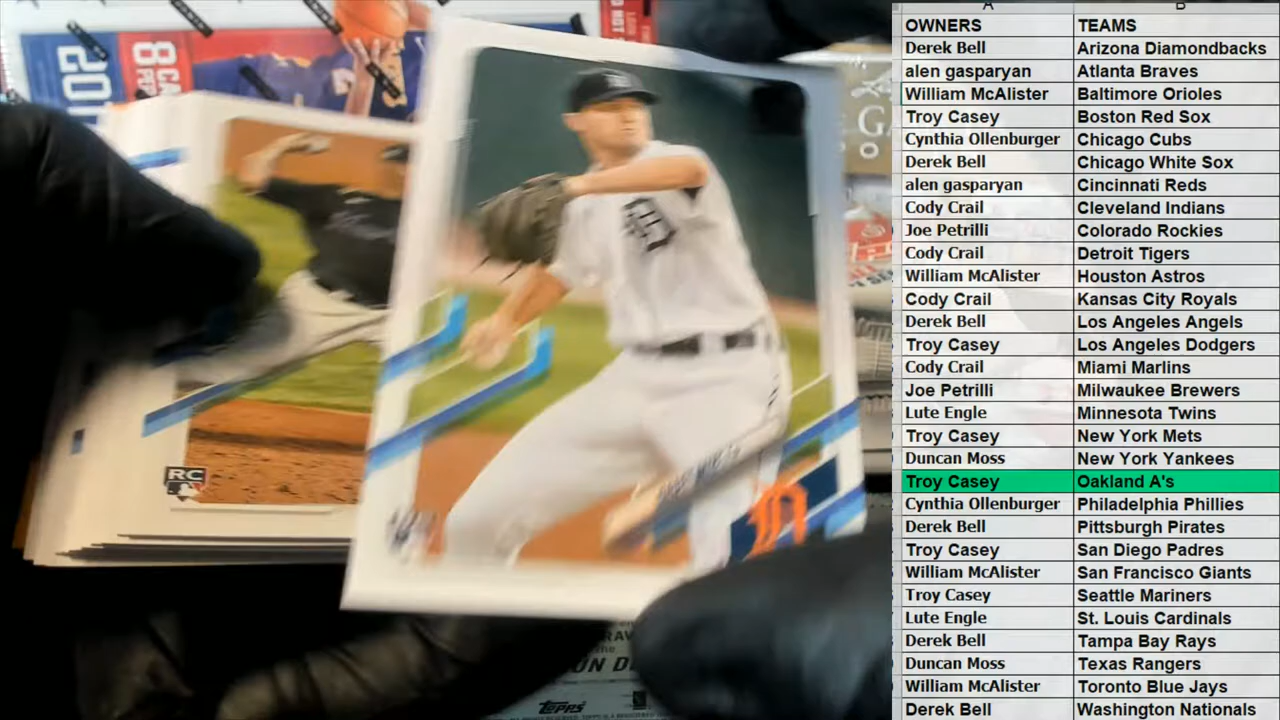 A B
OWNERS TEAMS
Derek Bell Arizona Diamondbacks
alen gasparyan Atlanta Braves
William McAlister Baltimore Orioles
Troy Casey Boston Red Sox
Cynthia Ollenburger Chicago Cubs
Derek Bell Chicago White Sox
alen gasparyan Cincinnati Reds
Cody Crail Cleveland Indians
Joe Petrilli Colorado Rockies
Cody Crail Detroit Tigers
William McAlister Houston Astros
Cody Crail Kansas City Royals
Derek Bell Los Angeles Angels
Troy Casey Los Angeles Dodgers
Cody Crail Miami Marlins
Joe Petrilli Milwaukee Brewers
Lute Engle Minnesota Twins
Troy Casey New York Mets
Duncan Moss New York Yankees
Troy Casey Oakland A's
Cynthia Ollenburger Philadelphia Phillies
Derek Bell Pittsburgh Pirates
Troy Casey San Diego Padres
William McAlister San Francisco Giants
Troy Casey Seattle Mariners
Lute Engle St. Louis Cardinals
Derek Bell Tampa Bay Rays
Duncan Moss Texas Rangers
William McAlister Toronto Blue Jays
Derek Bell Washington Nationals
201
8 CA
D
RC
D
TOPPS